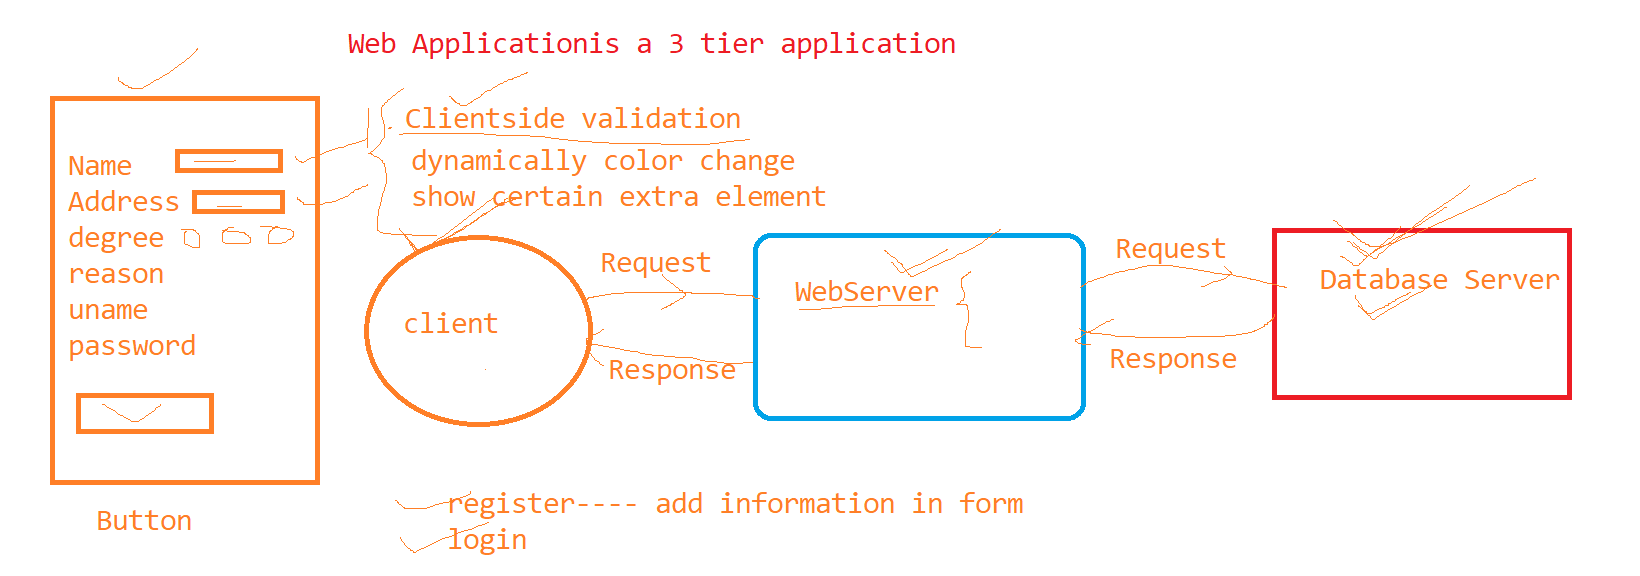 Web Applicationis a 3 tier application
Clientside validation
dynamically color change
show certain extra element
Name
Address
degree
reason
uname
password
Button
client
Request
Response
WebServer
Request
Response
Database Server
register---- add information in form
login